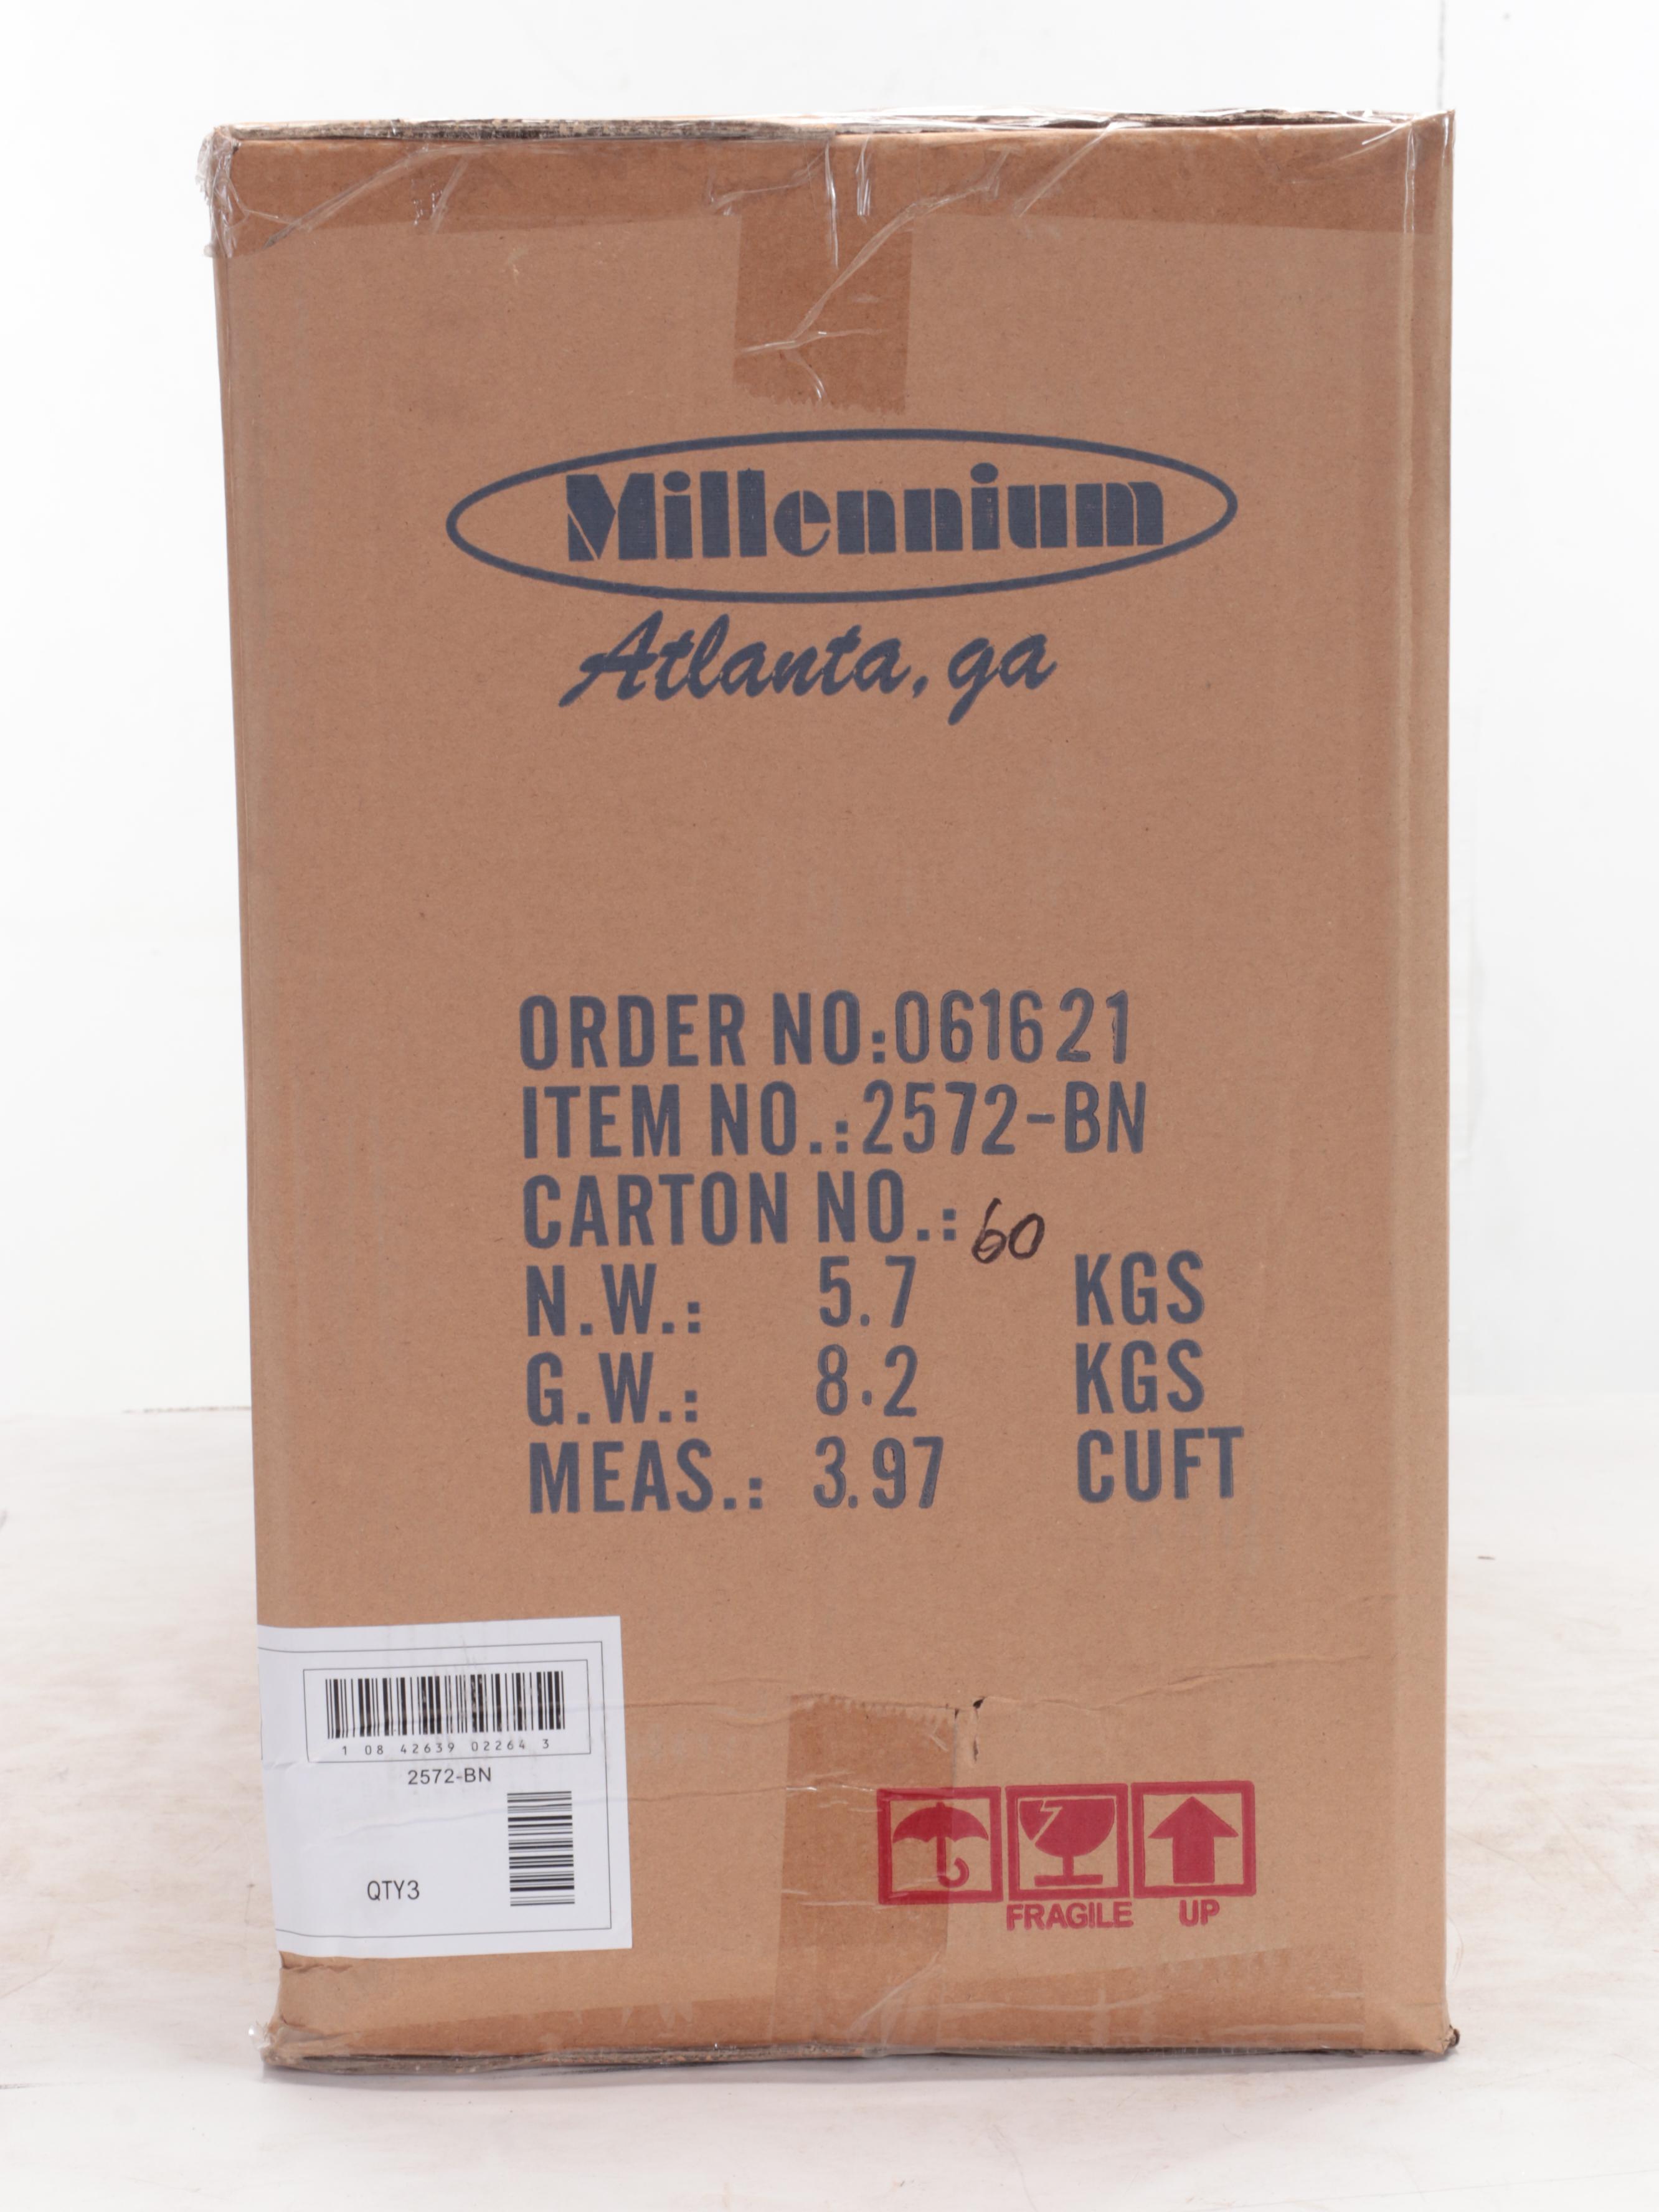 Millennium
Atlanta, ga
ORDER NO:061621
ITEM NO.:2572-BN
CARTON NO.: 60
N.W.: 5.7 KGS
G.W.: 8.2 KGS
MEAS.: 3.97 CUFT
1 08 42639 02264 3
2572-BN
QTY3
FRAGILE UP